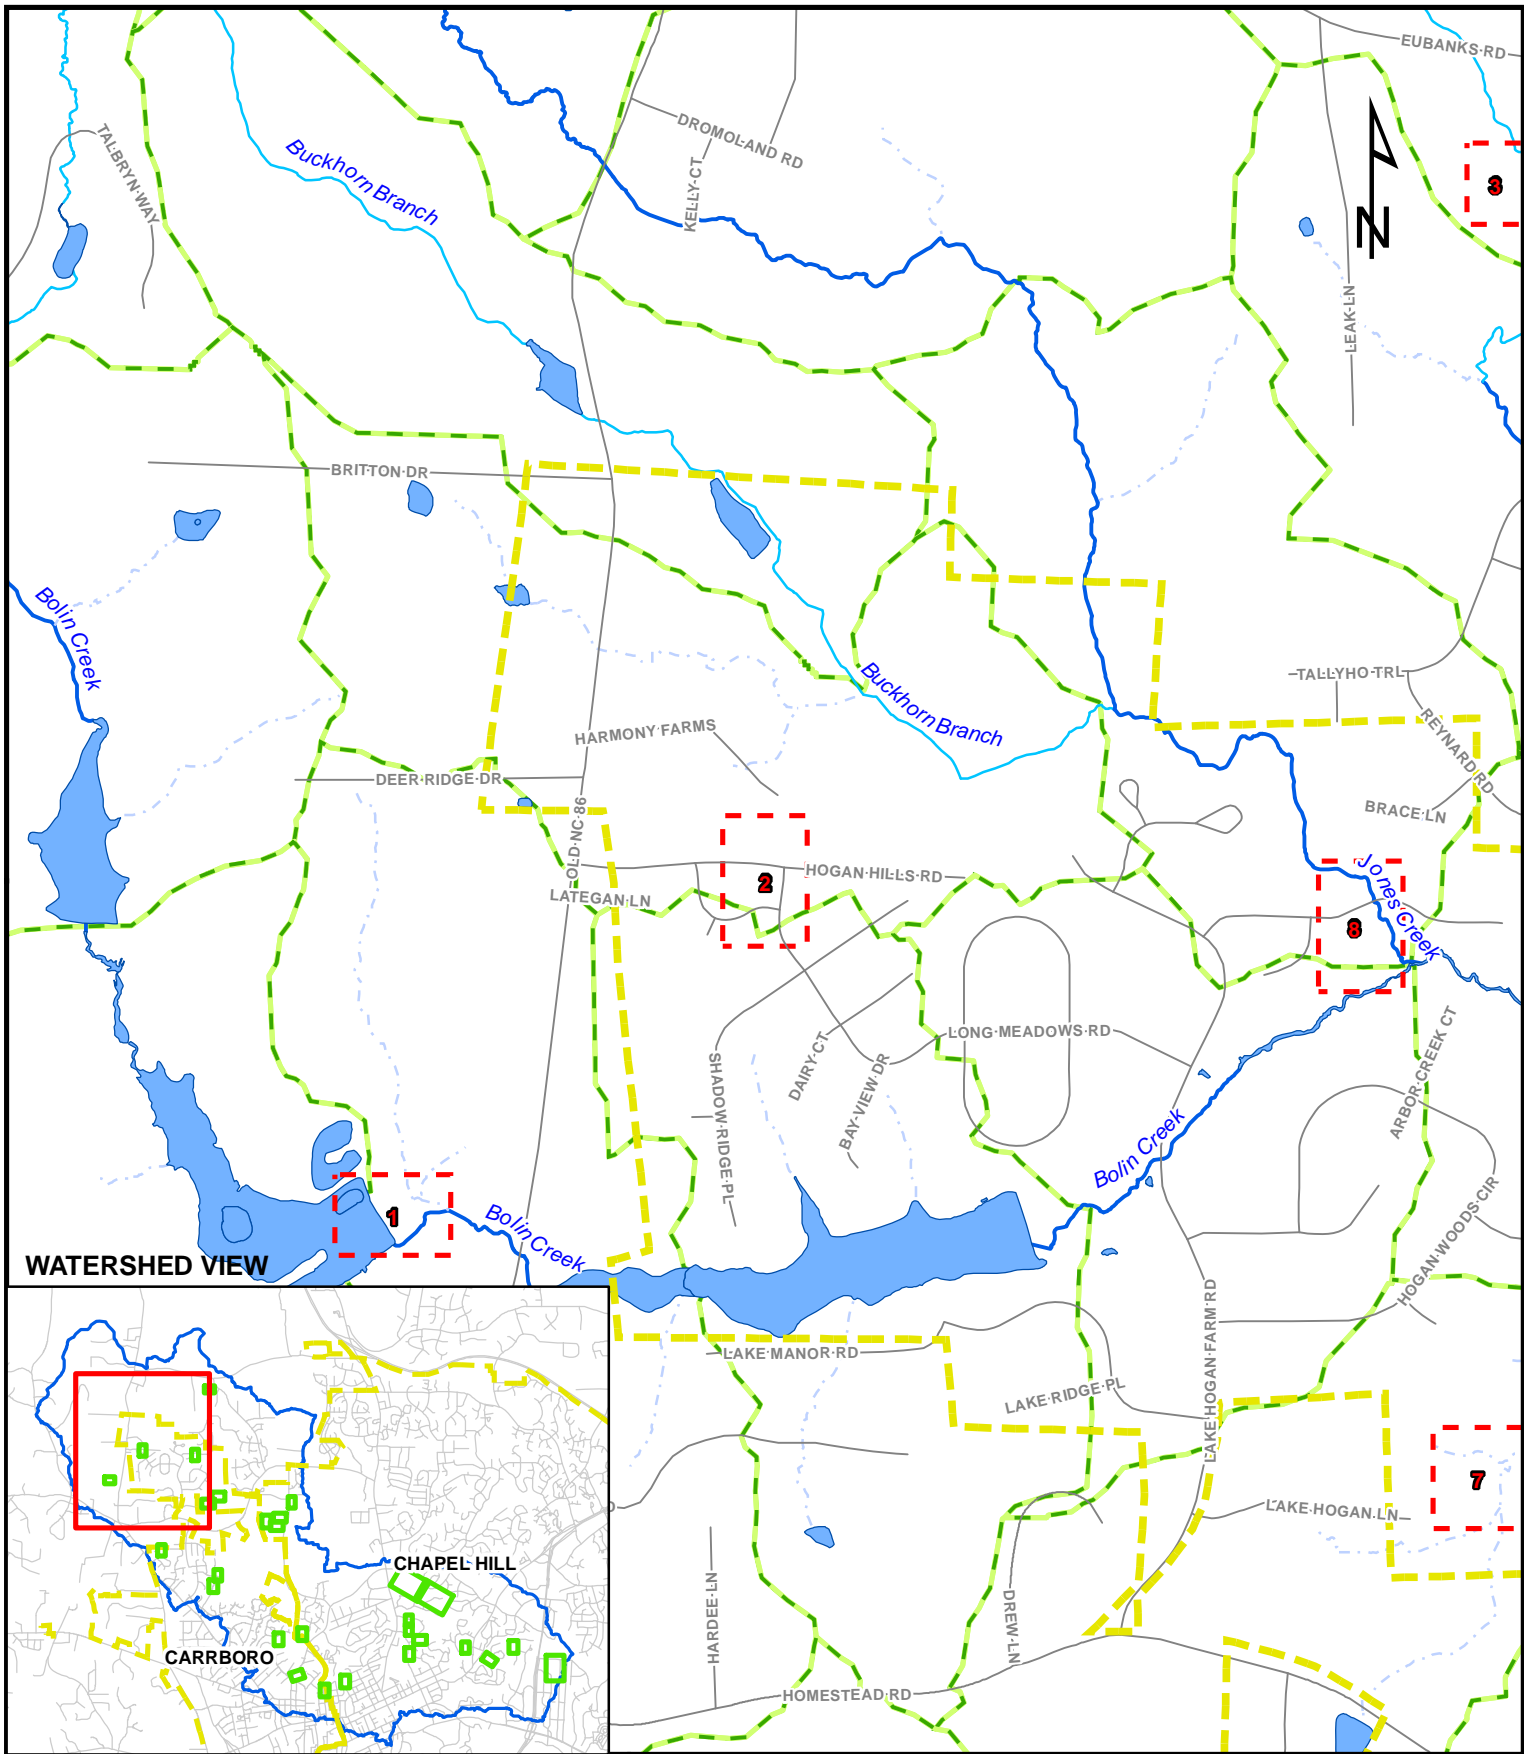 EUBANKS RD
DROMOLAND RD
TALBRYN WAY
Buckhorn Branch
KELLY CT
3
N
LEAK LN
BRITTON DR
Bolin Creek
Buckhorn Branch
TALLYHO TRL
HARMONY FARMS
REYNARD RD
DEER RIDGE DR
OLD NC 86
BRACE LN
HOGAN HILLS RD
2
LATEGAN LN
Jones Creek
8
LONG MEADOWS RD
SHADOW RIDGE PL
DAIRY CT
BAY VIEW DR
ARBOR CREEK CT
Bolin Creek
1
Bolin Creek
HOGAN WOODS CIR
WATERSHED VIEW
LAKE HOGAN FARM RD
LAKE MANOR RD
LAKE RIDGE PL
7
LAKE HOGAN LN
HARDEE LN
DREW LN
HOMESTEAD RD
CHAPEL HILL
CARRBORO